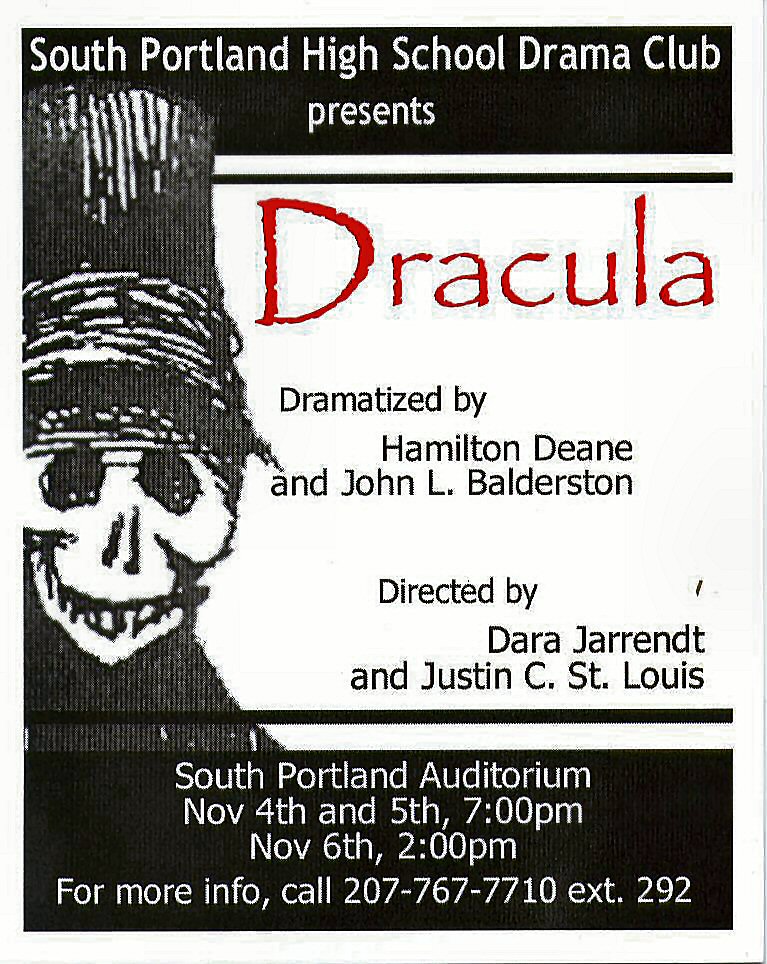 South Portland High School Drama Club
presents
Dracula
Dramatized by
Hamilton Deane
and John L. Balderston
Directed by
Dara Jarrendt
and Justin C. St. Louis
South Portland Auditorium
Nov 4th and 5th, 7:00pm
Nov 6th, 2:00pm
For more info, call 207-767-7710 ext. 292